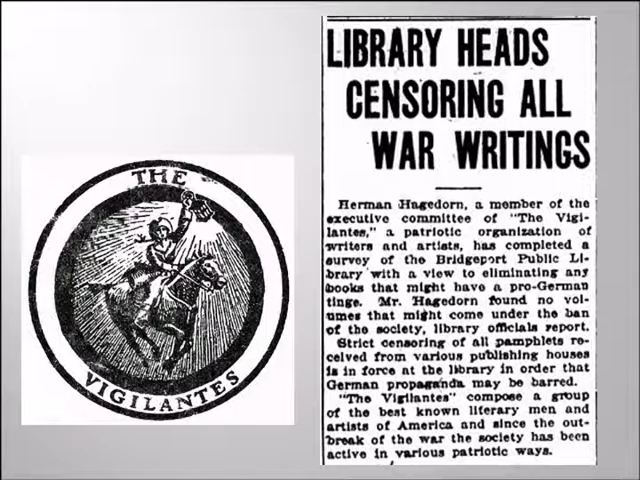 THE
VIGILANTES
LIBRARY HEADS
CENSORING ALL
WAR WRITINGS
Herman Hagedorn, a member of the
executive committee of "The Vigi-
lantes," a patriotic organization of
writers and artists, has completed a
survey of the Bridgeport Public Li-
brary with a view to eliminating any
books that might have a pro-German
tinge. Mr. Hagedorn found no vol-
umes that might come under the ban
of the society, library officials report.
Strict censoring of all pamphlets re-
ceived from various publishing houses
is in force at the library in order that
German propaganda may be barred.
"The Vigilantes" compose a group
of the best known literary men and
artists of America and since the out-
break of the war the society has been
active in various patriotic ways.